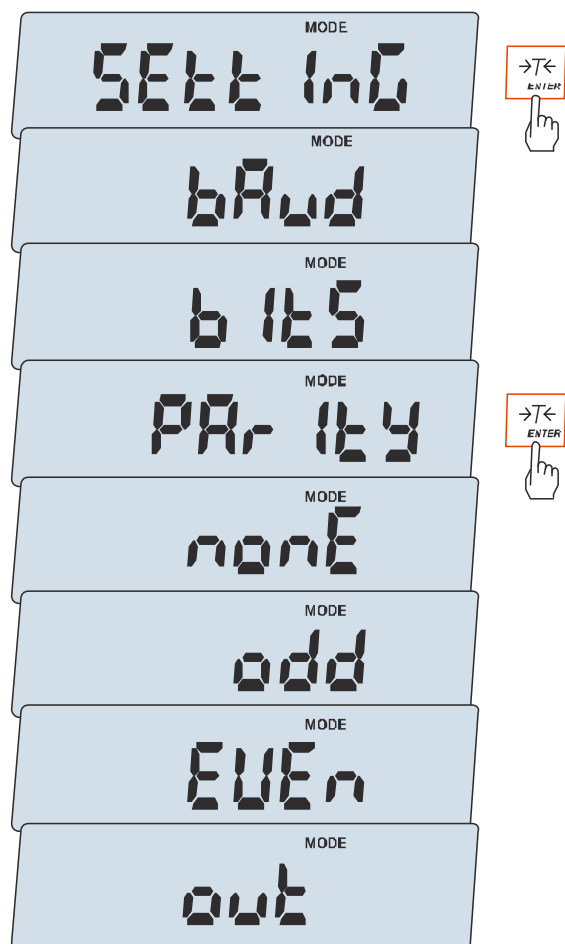 MODE
SEtt InG
→T←
ENTER
MODE
bAud
MODE
b ItS
MODE
PAr Ity
→T←
ENTER
MODE
nonE
MODE
odd
MODE
EUEn
MODE
out